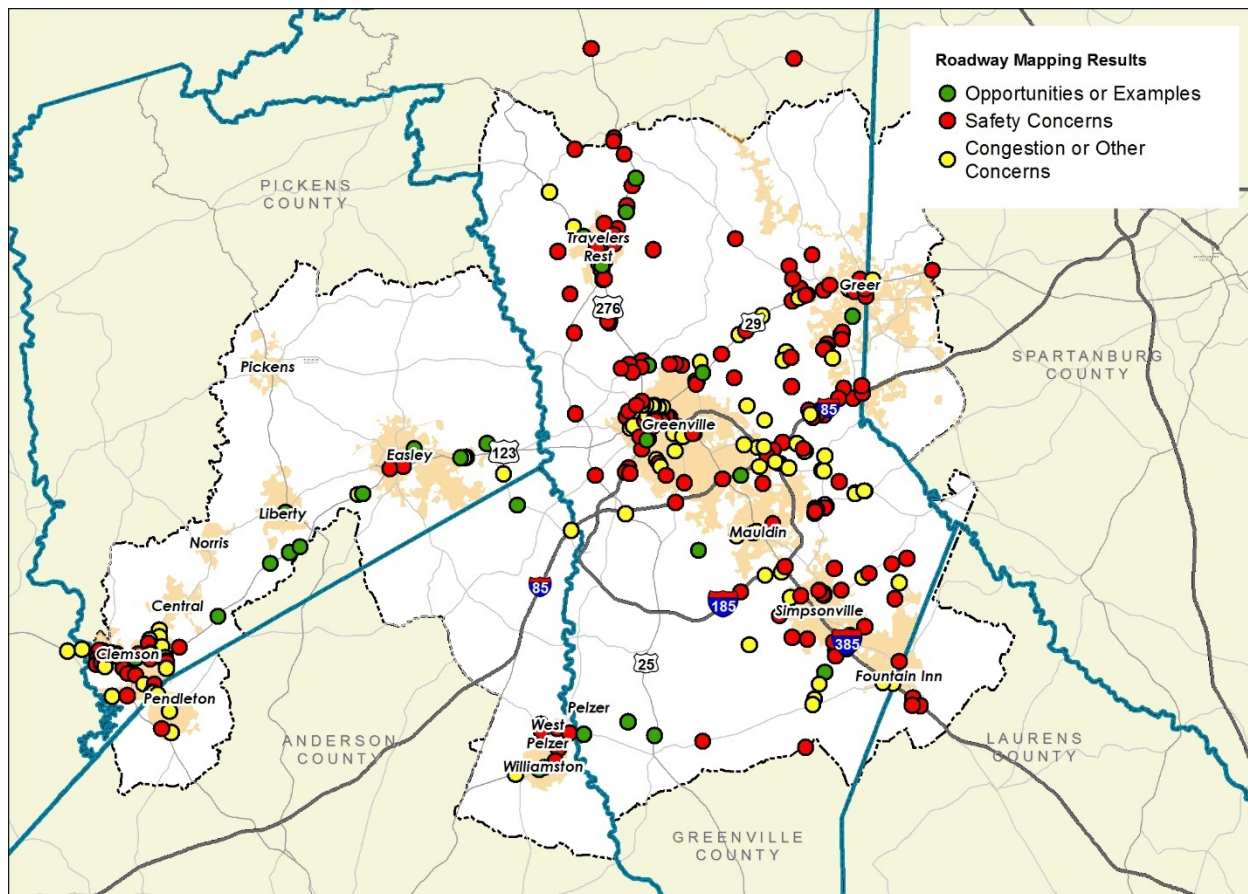 Roadway Mapping Results
Opportunities or Examples
Safety Concerns
Congestion or Other
Concerns
PICKENS
COUNTY
Travelers
Rest
Greer
276
29
SPARTANBURG
COUNTY
Pickens
85
Greenville
Easley
123
Liberty
Norris
Mauldin
85
185
Central
Simpsonville
385
Clemson
25
Fountain Inn
Pendleton
Pelzer
West
Pelzer
ANDERSON
COUNTY
LAURENS
COUNTY
Williamston
GREENVILLE
COUNTY